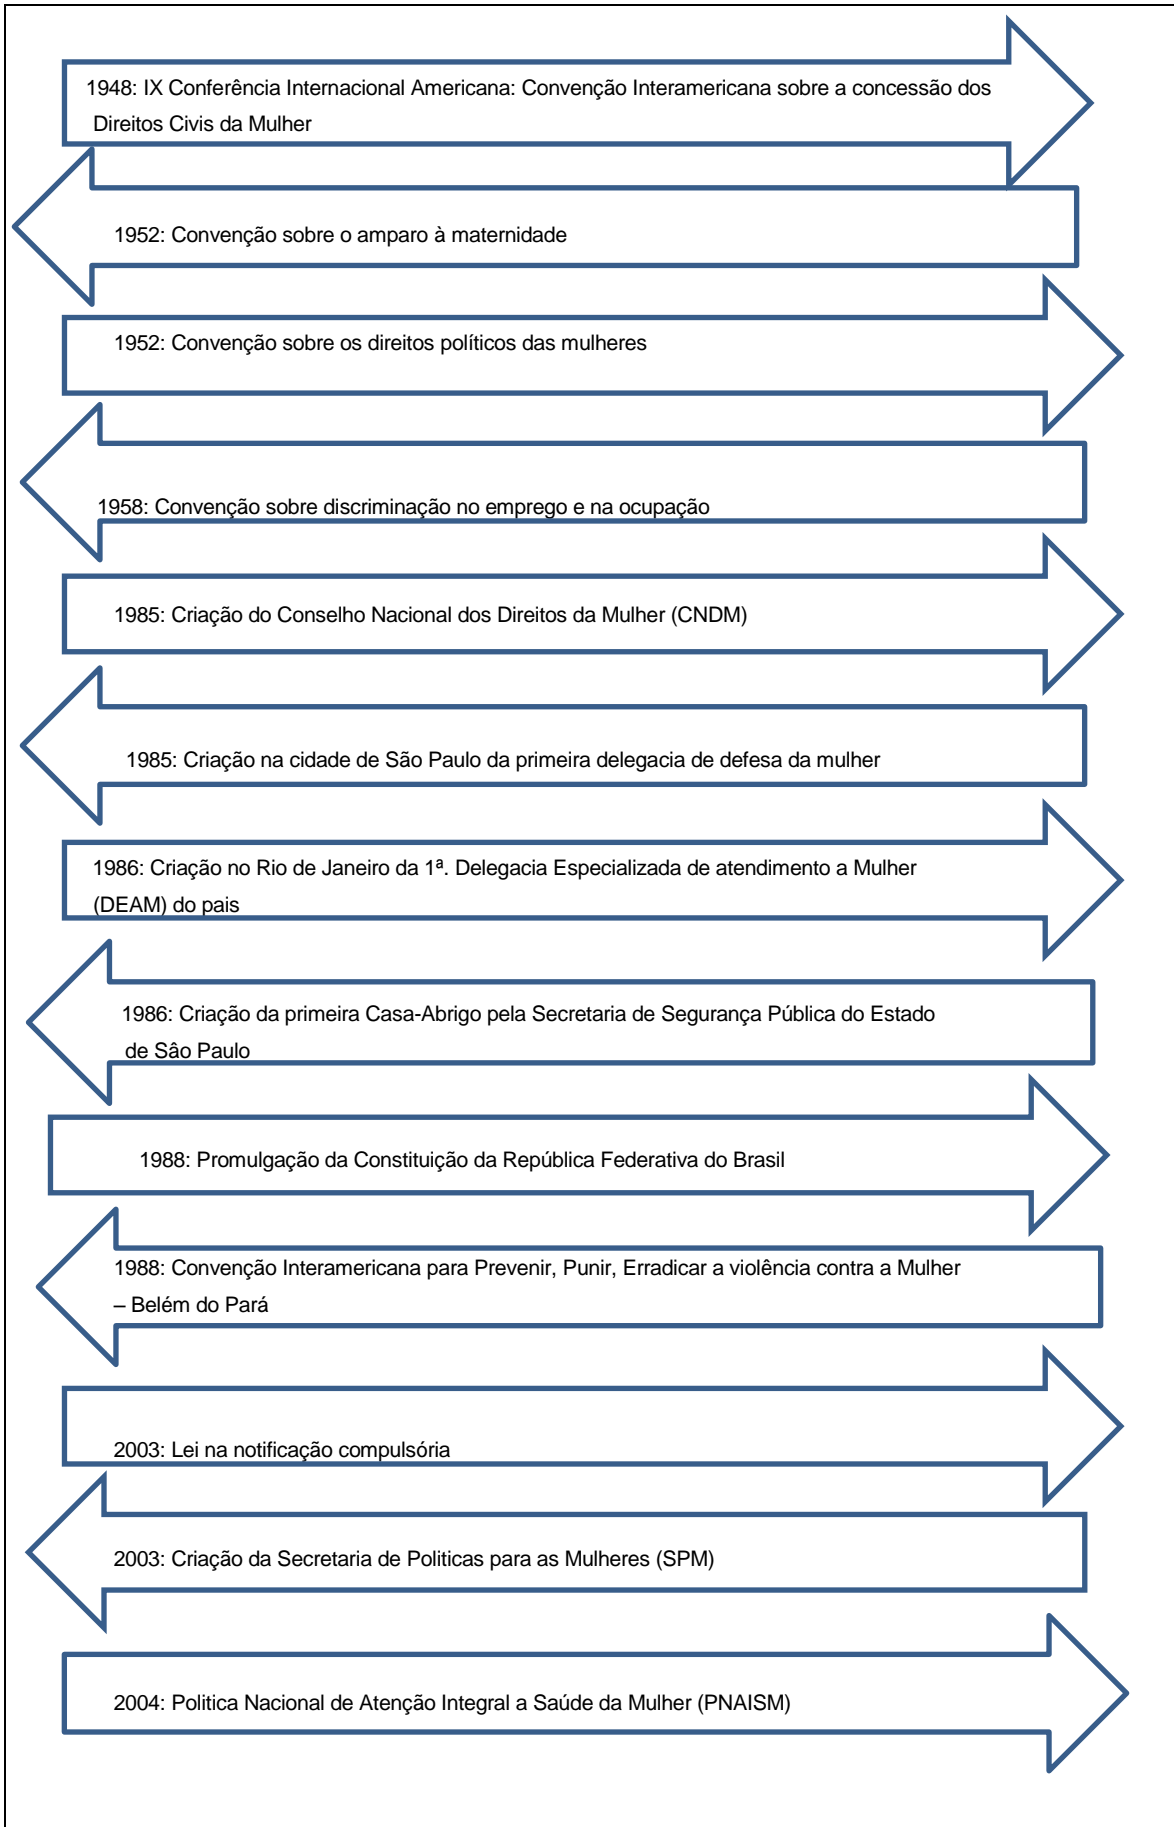 1948: IX Conferência Internacional Americana: Convenção Interamericana sobre a concessão dos
Direitos Civis da Mulher
1952: Convenção sobre o amparo à maternidade
1952: Convenção sobre os direitos políticos das mulheres
1958: Convenção sobre discriminação no emprego e na ocupação
1985: Criação do Conselho Nacional dos Direitos da Mulher (CNDM)
1985: Criação na cidade de São Paulo da primeira delegacia de defesa da mulher
1986: Criação no Rio de Janeiro da 1ª. Delegacia Especializada de atendimento a Mulher
(DEAM) do pais
1986: Criação da primeira Casa-Abrigo pela Secretaria de Segurança Pública do Estado
de Sâo Paulo
1988: Promulgação da Constituição da República Federativa do Brasil
1988: Convenção Interamericana para Prevenir, Punir, Erradicar a violência contra a Mulher
– Belém do Pará
2003: Lei na notificação compulsória
2003: Criação da Secretaria de Politicas para as Mulheres (SPM)
2004: Politica Nacional de Atenção Integral a Saúde da Mulher (PNAISM)